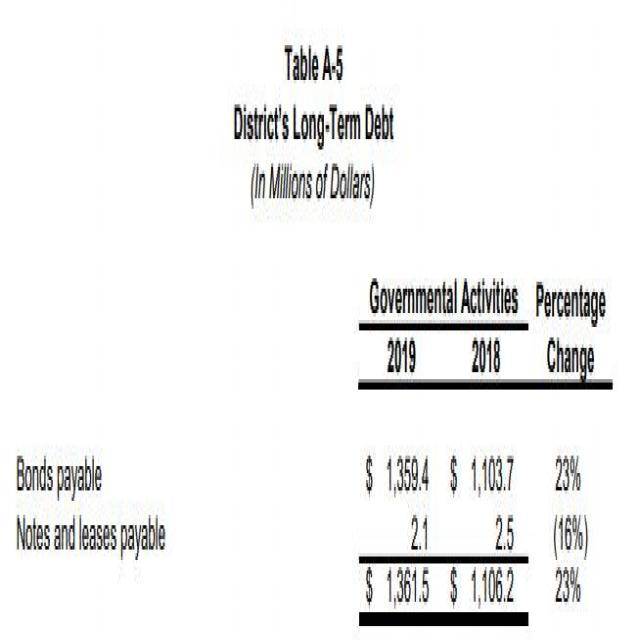 Table A-5
District's Long-Term Debt
(In Millions of Dollars)
Governmental Activities Percentage
2019 2018 Change
Bonds payable $ 1,359.4 $ 1,103.7 23%
Notes and leases payable 2.1 2.5 (16%)
$ 1,361.5 $ 1,106.2 23%